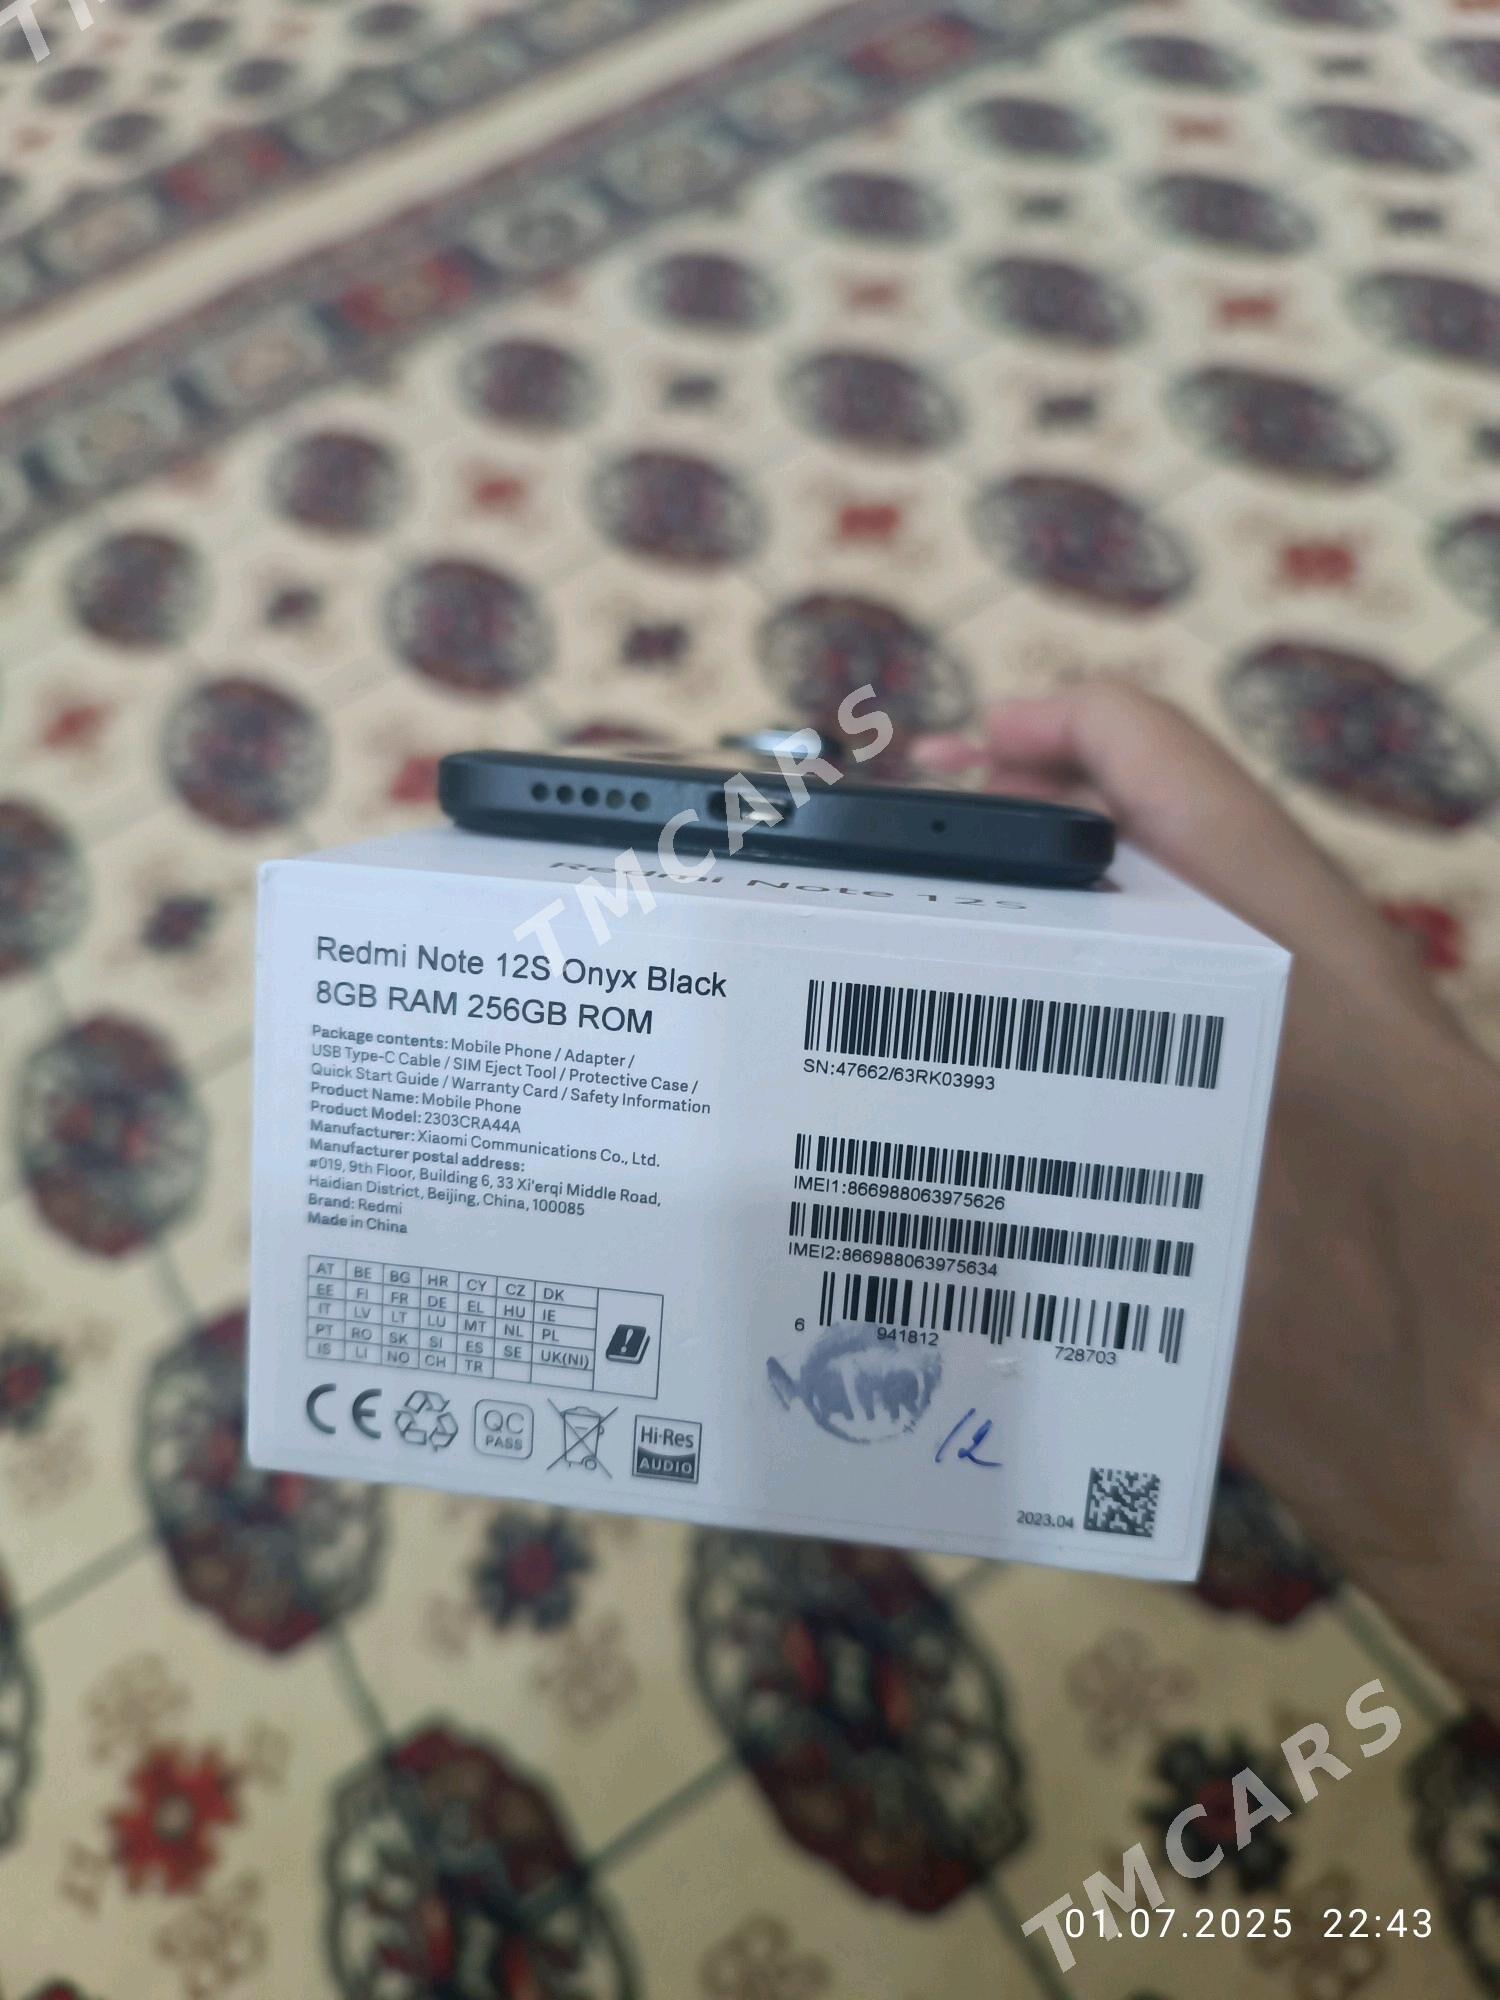 TMCARS
Redmi Note 12S
Redmi Note 12S Onyx Black
8GB RAM 256GB ROM
Package contents: Mobile Phone / Adapter /
USB Type-C Cable / SIM Eject Tool / Protective Case /
Quick Start Guide / Warranty Card / Safety Information
Product Name: Mobile Phone
Product Model: 2303CRA44A
Manufacturer: Xiaomi Communications Co., Ltd.
Manufacturer postal address:
#019, 9th Floor, Building 6, 33 Xi'erqi Middle Road,
Haidian District, Beijing, China, 100085
Brand: Redmi
Made in China
AT BE BG HR CY CZ DK
EE FI FR DE EL HU IE
IT LV LT LU MT NL PL
PT RO SK SI ES SE UK(NI)
IS LI NO CH TR
CE
QC
PASS
Hi-Res
AUDIO
SN:47662/63RK03993
IMEI1:866988063975626
IMEI2:866988063975634
6 941812 728703
12
2023.04
TMCARS
01.07.2025 22:43